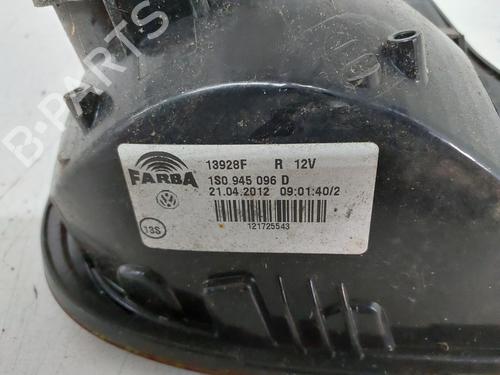 B-PARTS
13928F R 12V
FARBA
1S0 945 096 D
21.04.2012 09:01:40/2
13S
121725543